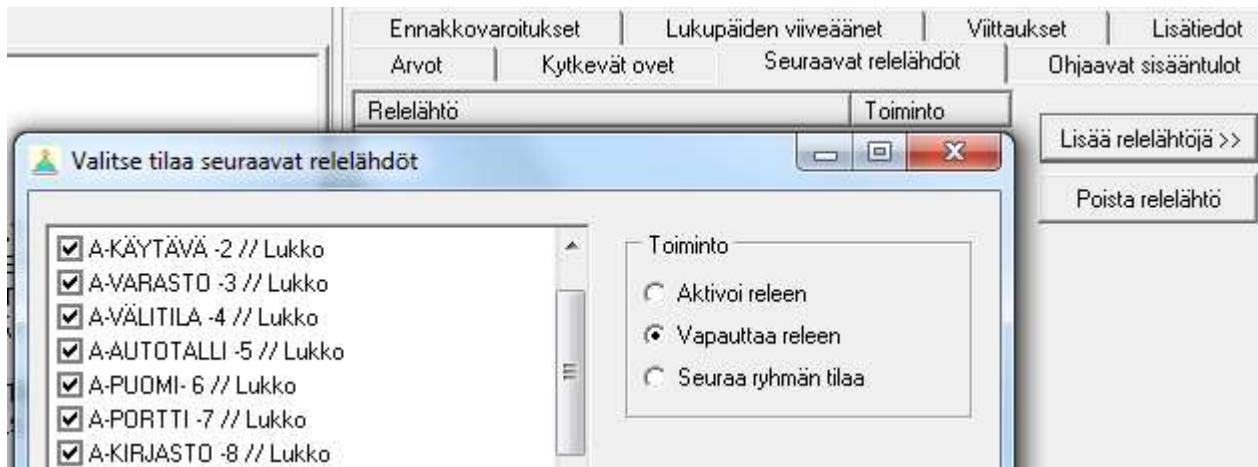 Ennakkovaroitukset Lukupäiden viiveäänet Viittaukset Lisätiedot
Arvot Kytkevät ovet Seuraavat relelähdöt Ohjaavat sisääntulot
Relelähtö Toiminto
Lisää relelähtöjä >>
Poista relelähtö
Valitse tilaa seuraavat relelähdöt
A-KÄYTÄVÄ -2 // Lukko
A-VARASTO -3 // Lukko
A-VÄLITILA -4 // Lukko
A-AUTOTALLI -5 // Lukko
A-PUOMI- 6 // Lukko
A-PORTTI -7 // Lukko
A-KIRJASTO -8 // Lukko
Toiminto
Aktivoi releen
Vapauttaa releen
Seuraa ryhmän tilaa